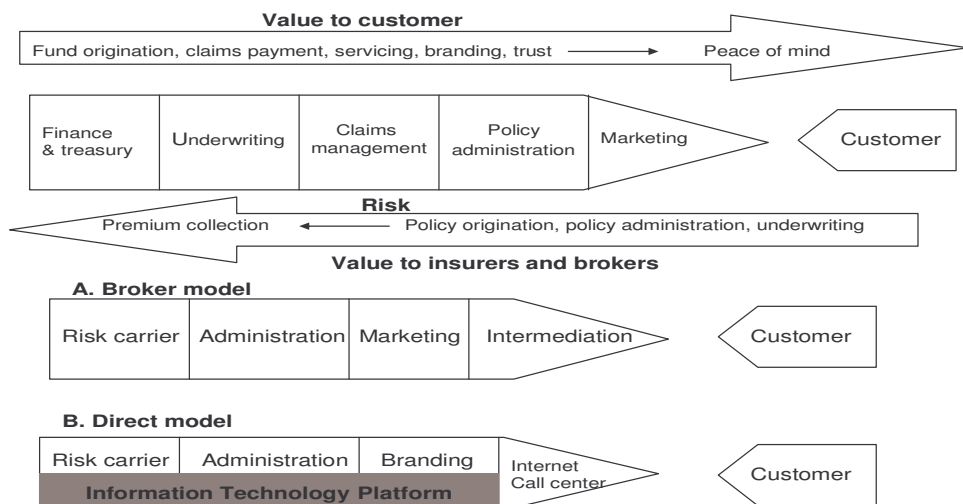 Value to customer
Fund origination, claims payment, servicing, branding, trust
Peace of mind
Finance
& treasury
Underwriting
Claims
management
Policy
administration
Marketing
Customer
Risk
Premium collection
Policy origination, policy administration, underwriting
Value to insurers and brokers
A. Broker model
Risk carrier
Administration
Marketing
Intermediation
Customer
B. Direct model
Risk carrier
Administration
Branding
Internet
Call center
Customer
Information Technology Platform